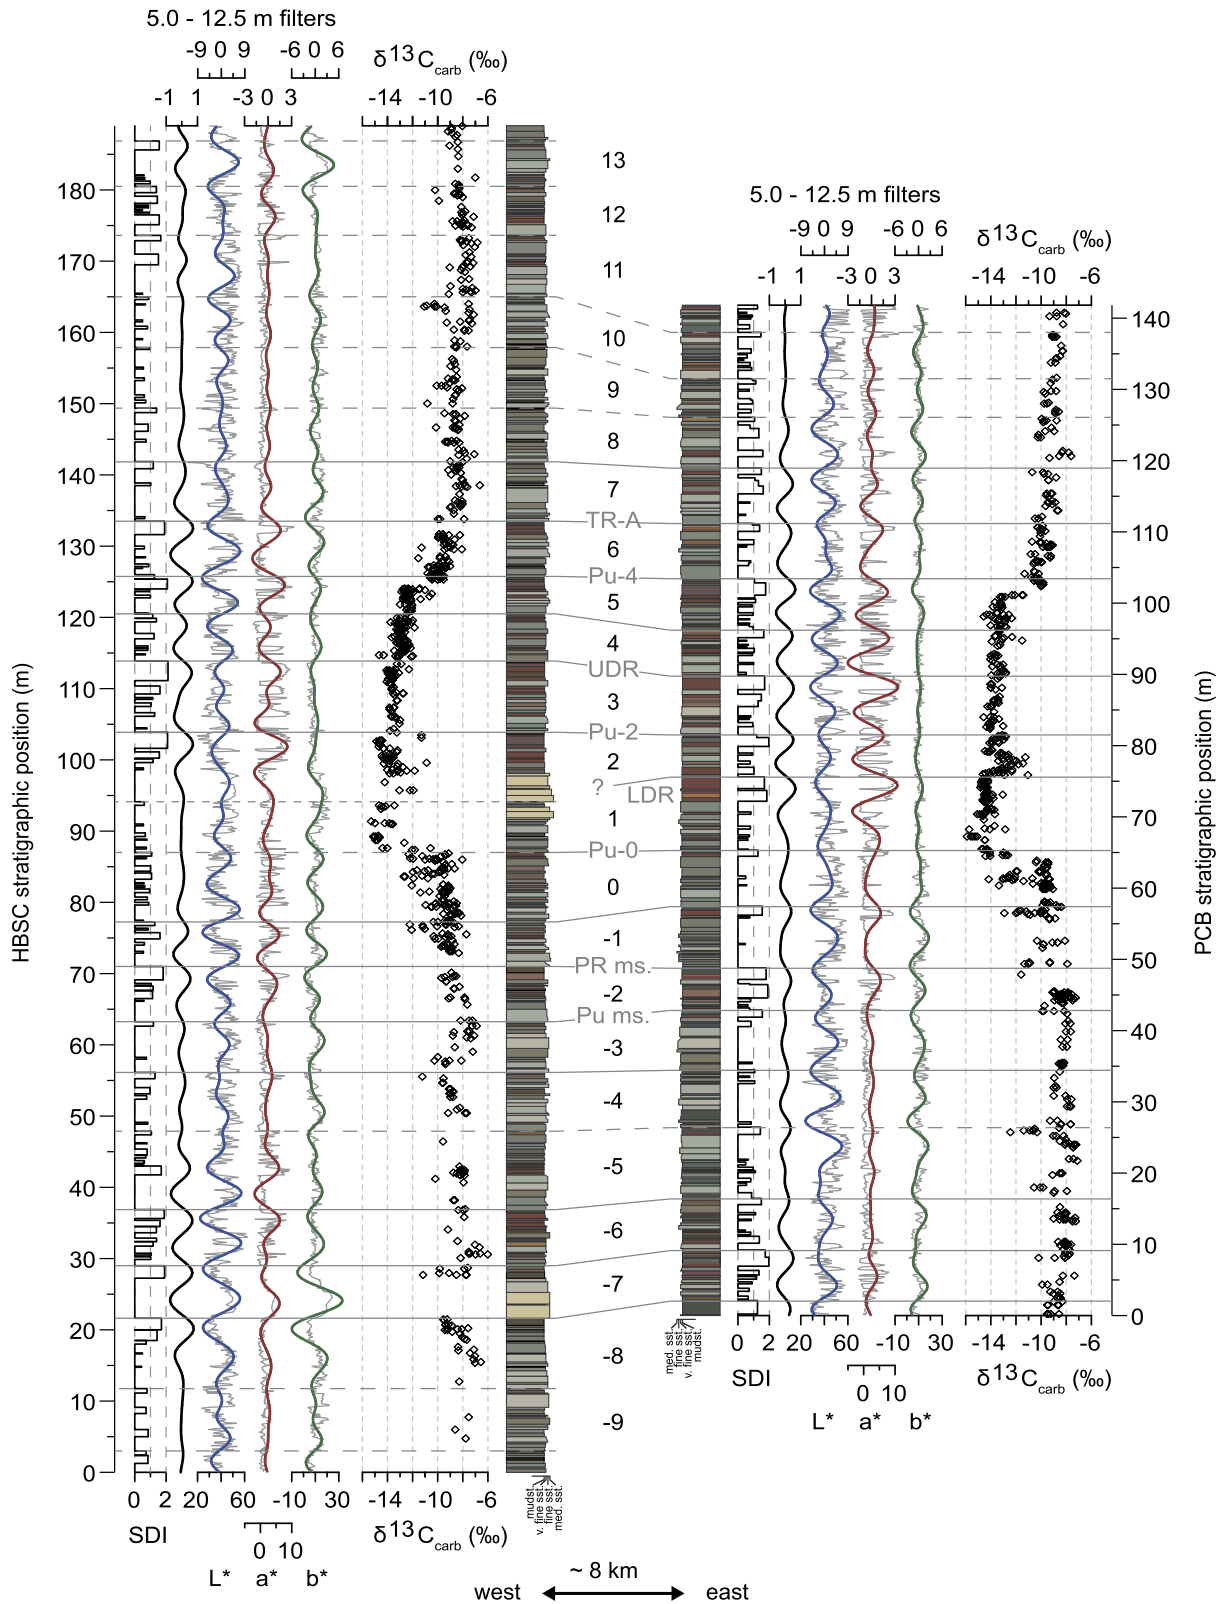 5.0 - 12.5 m filters
-9 0 9 -6 0 6
δ13Ccarb (‰)
-1 1 -3 0 3 -14 -10 -6
5.0 - 12.5 m filters
-9 0 9 -6 0 6
δ13Ccarb (‰)
-1 1 -3 0 3 -14 -10 -6
HBSC stratigraphic position (m)
180
170
160
150
140
130
120
110
100
90
80
70
60
50
40
30
20
10
0
13
12
11
10
9
8
7
TR-A
6
Pu-4
5
4
UDR
3
Pu-2
2
?
LDR
1
Pu-0
0
-1
PR ms.
-2
Pu ms.
-3
-4
-5
-6
-7
-8
-9
140
130
120
110
100
90
80
70
60
50
40
30
20
10
0
PCB stratigraphic position (m)
med. sst.
fine sst.
v. fine sst.
mudst.
0 2 20 60 -10 30 -14 -10 -6
SDI
0 10
δ13Ccarb (‰)
L* a* b*
mudst.
v. fine sst.
fine sst.
med. sst.
0 2 20 60 -10 30 -14 -10 -6
SDI
0 10
δ13Ccarb (‰)
L* a* b*
~ 8 km
west east